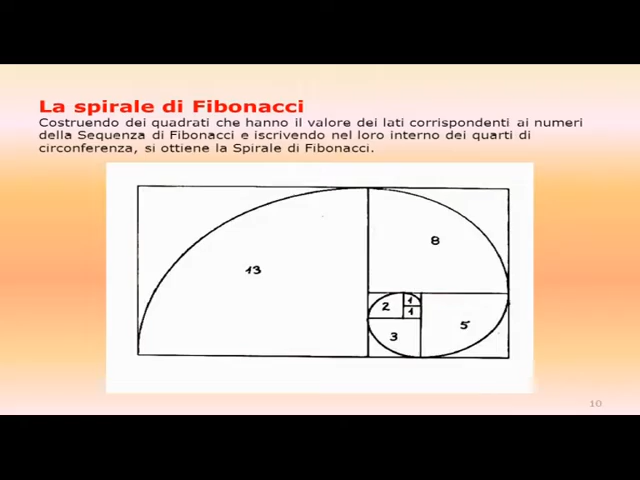 La spirale di Fibonacci
Costruendo dei quadrati che hanno il valore dei lati corrispondenti ai numeri
della Sequenza di Fibonacci e iscrivendo nel loro interno dei quarti di
circonferenza, si ottiene la Spirale di Fibonacci.
8
13
2
1
1
3
5
10